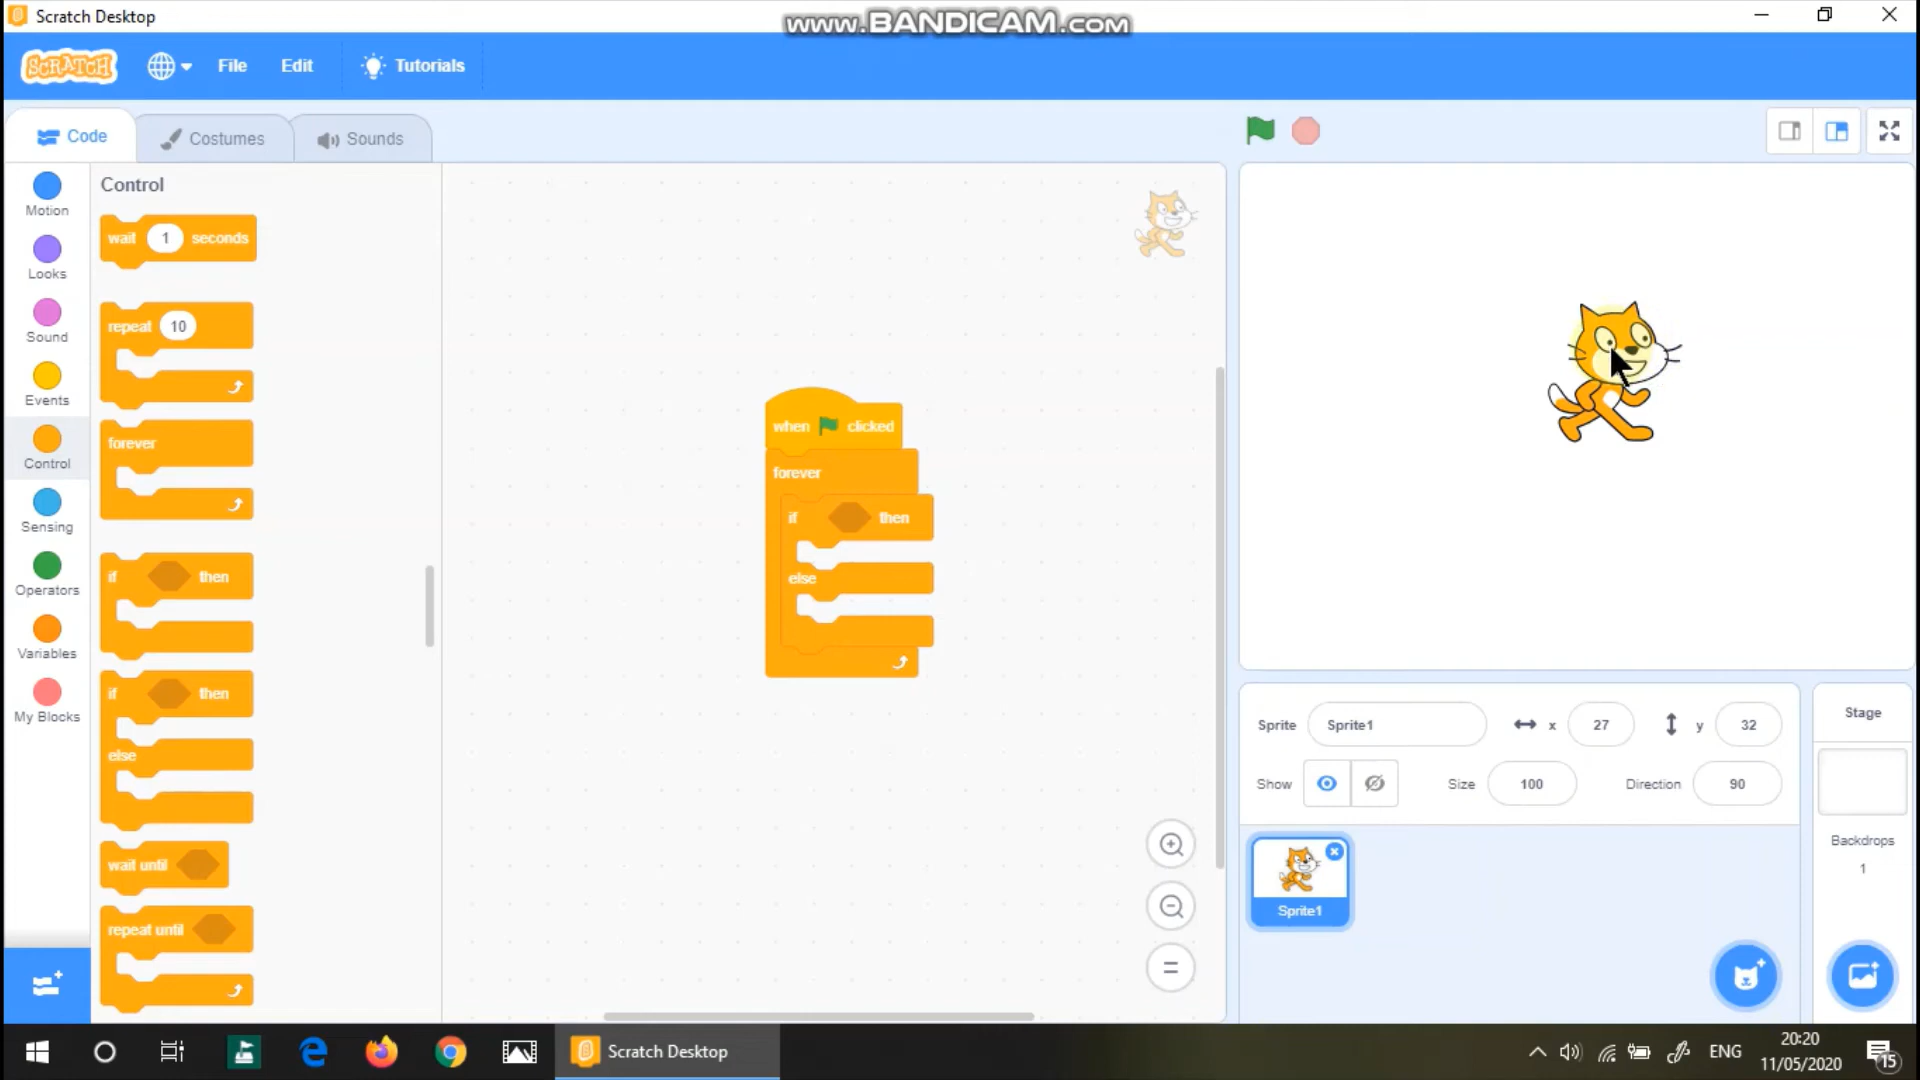 Scratch Desktop
www.BANDICAM.com
SCRATCH
File
Edit
Tutorials
Code
Costumes
Sounds
Motion
Looks
Sound
Events
Control
Sensing
Operators
Variables
My Blocks
Control
wait 1 seconds
repeat 10
forever
if then
if then
else
wait until
repeat until
when clicked
forever
if then
else
Sprite Sprite1 x 27 y 32
Show Size 100 Direction 90
Sprite1
Stage
Backdrops
1
Scratch Desktop
ENG
20:20
11/05/2020
15